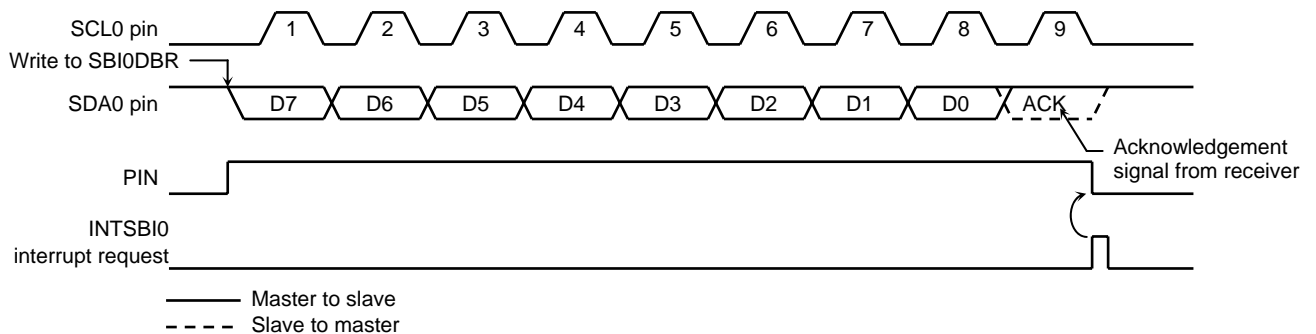 SCL0 pin
1 2 3 4 5 6 7 8 9
Write to SBI0DBR
SDA0 pin
D7 D6 D5 D4 D3 D2 D1 D0 ACK
Acknowledgement
signal from receiver
PIN
INTSBI0
interrupt request
Master to slave
Slave to master